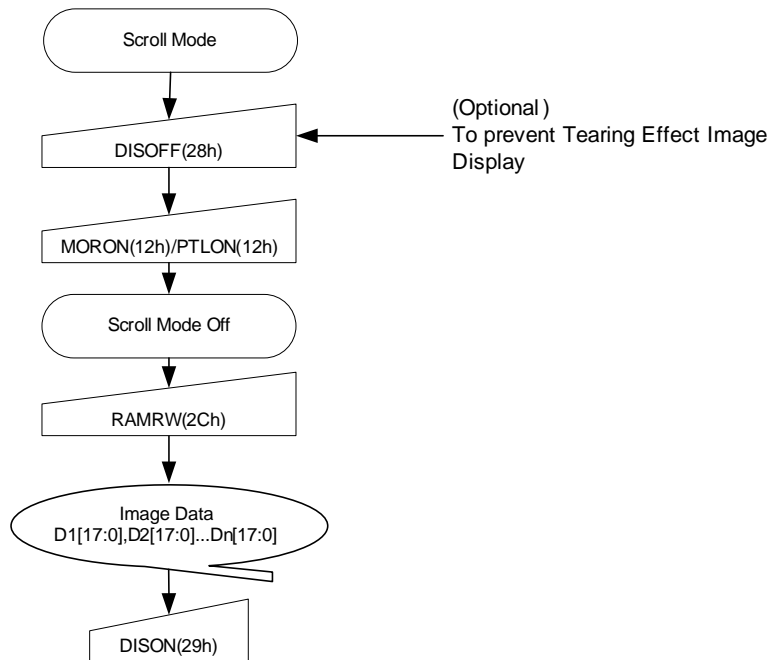 Scroll Mode
(Optional)
To prevent Tearing Effect Image
Display
DISOFF(28h)
MORON(12h)/PTLON(12h)
Scroll Mode Off
RAMRW(2Ch)
Image Data
D1[17:0],D2[17:0]...Dn[17:0]
DISON(29h)